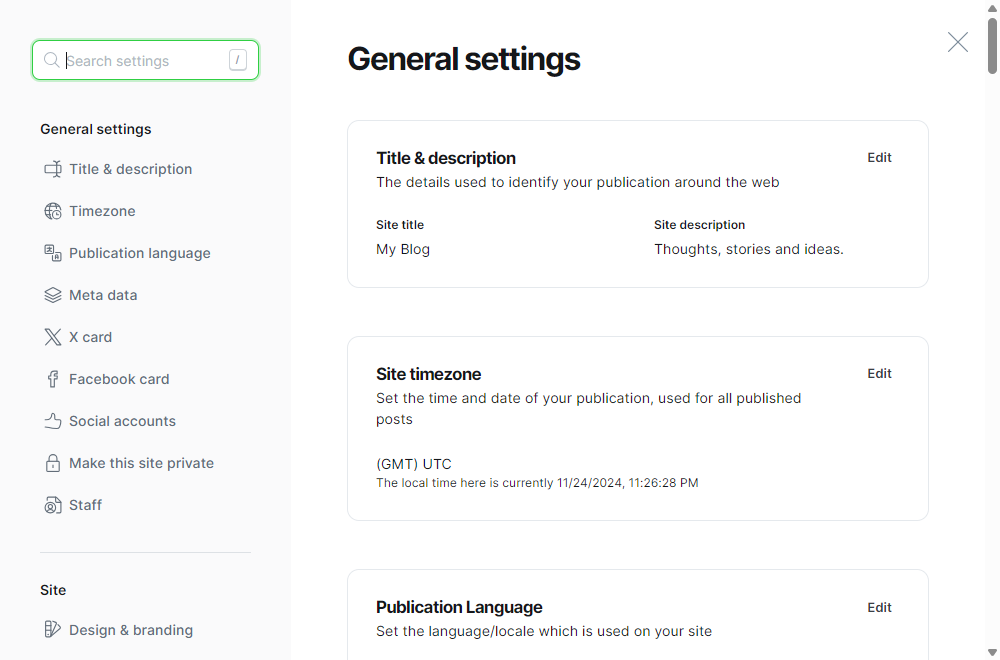 Search settings
/
General settings
Title & description
Timezone
Publication language
Meta data
X card
Facebook card
Social accounts
Make this site private
Staff
Site
Design & branding
General settings
Title & description
Edit
The details used to identify your publication around the web
Site title
Site description
My Blog
Thoughts, stories and ideas.
Site timezone
Edit
Set the time and date of your publication, used for all published
posts
(GMT) UTC
The local time here is currently 11/24/2024, 11:26:28 PM
Publication Language
Edit
Set the language/locale which is used on your site